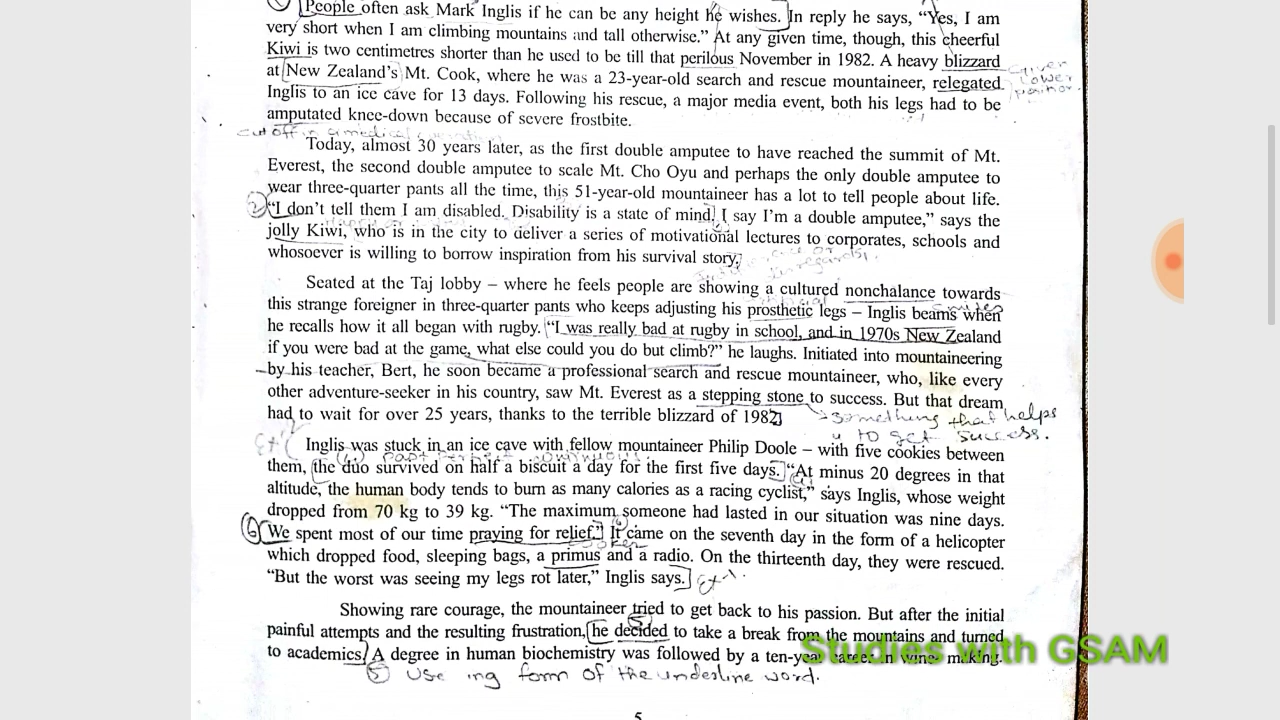 People often ask Mark Inglis if he can be any height he wishes. In reply he says, “Yes, I am
very short when I am climbing mountains and tall otherwise.” At any given time, though, this cheerful
Kiwi is two centimetres shorter than he used to be till that perilous November in 1982. A heavy blizzard
at New Zealand’s Mt. Cook, where he was a 23-year-old search and rescue mountaineer, relegated
given lower position.
Inglis to an ice cave for 13 days. Following his rescue, a major media event, both his legs had to be
amputated knee-down because of severe frostbite.
cut off in a medical
Today, almost 30 years later, as the first double amputee to have reached the summit of Mt.
Everest, the second double amputee to scale Mt. Cho Oyu and perhaps the only double amputee to
wear three-quarter pants all the time, this 51-year-old mountaineer has a lot to tell people about life.
2 “I don’t tell them I am disabled. Disability is a state of mind. I say I’m a double amputee,” says the
jolly Kiwi, who is in the city to deliver a series of motivational lectures to corporates, schools and
whosoever is willing to borrow inspiration from his survival story.
Seated at the Taj lobby – where he feels people are showing a cultured nonchalance towards
this strange foreigner in three-quarter pants who keeps adjusting his prosthetic legs – Inglis beams when
he recalls how it all began with rugby. “I was really bad at rugby in school, and in 1970s New Zealand
if you were bad at the game, what else could you do but climb?” he laughs. Initiated into mountaineering
by his teacher, Bert, he soon became a professional search and rescue mountaineer, who, like every
other adventure-seeker in his country, saw Mt. Everest as a stepping stone to success. But that dream
had to wait for over 25 years, thanks to the terrible blizzard of 1982.
something that helps
to get success.
Inglis was stuck in an ice cave with fellow mountaineer Philip Doole – with five cookies between
them, the duo survived on half a biscuit a day for the first five days. “At minus 20 degrees in that
altitude, the human body tends to burn as many calories as a racing cyclist,” says Inglis, whose weight
dropped from 70 kg to 39 kg. “The maximum someone had lasted in our situation was nine days.
6 We spent most of our time praying for relief.” It came on the seventh day in the form of a helicopter
which dropped food, sleeping bags, a primus and a radio. On the thirteenth day, they were rescued.
“But the worst was seeing my legs rot later,” Inglis says.
Showing rare courage, the mountaineer tried to get back to his passion. But after the initial
painful attempts and the resulting frustration, he decided to take a break from the mountains and turned
to academics. A degree in human biochemistry was followed by a ten-year career in wine making.
Studies with GSAM
5 Use ing form of the underline word.
5